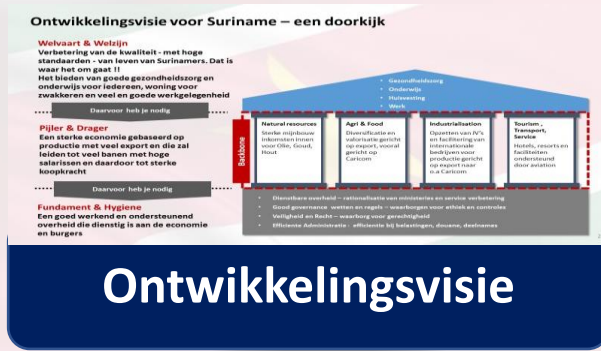 Ontwikkelingsvisie voor Suriname – een doorkijk
Welvaart & Welzijn
Verbetering van de kwaliteit - met hoge
standaarden - van leven van Surinamers. Dat is
waar het om gaat !!
Het bieden van goede gezondheidszorg en
onderwijs voor iedereen, woning voor
zwakkeren en veel en goede werkgelegenheid
Daarvoor heb je nodig
Pijler & Drager
Een sterke economie gebaseerd op
productie met veel export en die zal
leiden tot veel banen met hoge
salarissen en daardoor tot sterke
koopkracht
Daarvoor heb je nodig
Fundament & Hygiene
Een goed werkend en ondersteunend
overheid die dienstig is aan de economie
en burgers
• Gezondheidszorg
• Onderwijs
• Huisvesting
• Werk
Backbone
Natural resources
Sterke mijnbouw
inkomsten innen
voor Olie, Goud,
Hout
Agri & Food
Diversificatie en
valorisatie gericht
op export, vooral
gericht op
Caricom
Industrialisation
Opzetten van JV's
en facilitering van
internationale
bedrijven voor
productie gericht
op export naar
o.a Caricom
Tourism ,
Transport,
Service
Hotels, resorts en
faciliteiten
ondersteund
door aviation
• Dienstbare overheid – rationalisatie van ministeries en service verbetering
• Good governance wetten en regels – waarborgen voor ethiek en controles
• Veiligheid en Recht – waarborg voor gerechtigheid
• Efficiente Administratie : efficientie bij belastingen, douane, deelnames
Ontwikkelingsvisie